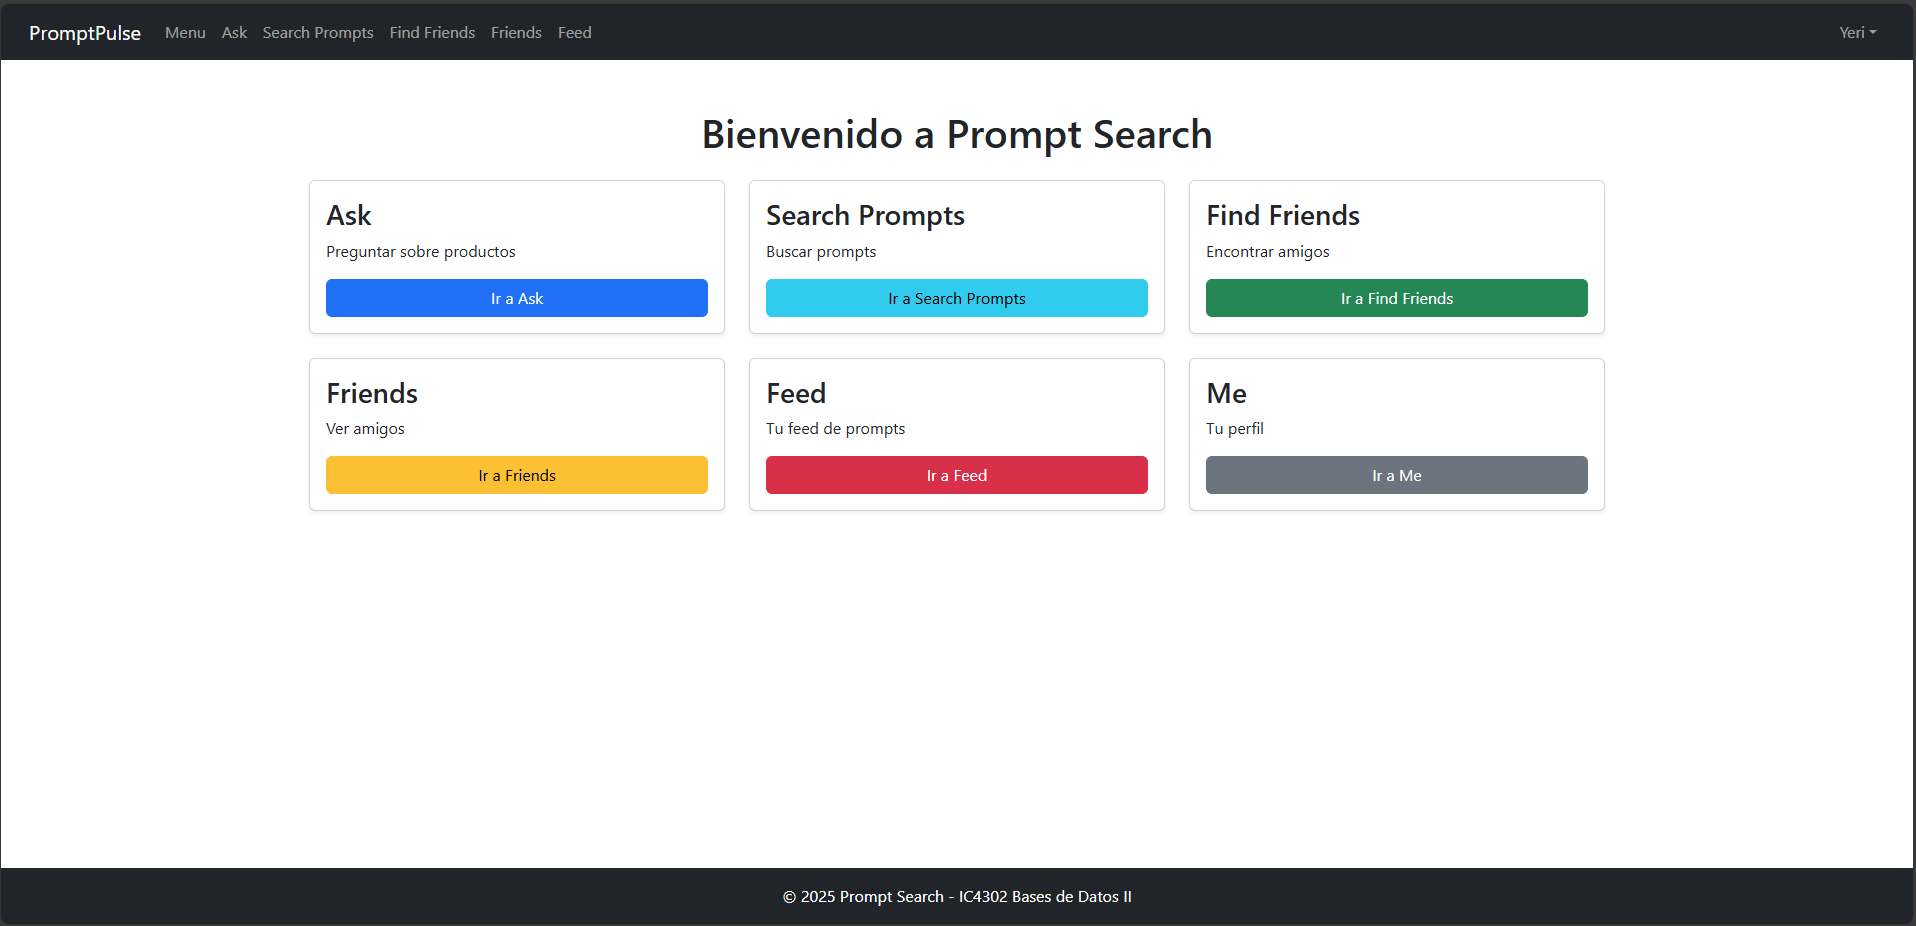 PromptPulse Menu Ask Search Prompts Find Friends Friends Feed Yeri
Bienvenido a Prompt Search
Ask
Preguntar sobre productos
Ir a Ask
Search Prompts
Buscar prompts
Ir a Search Prompts
Find Friends
Encontrar amigos
Ir a Find Friends
Friends
Ver amigos
Ir a Friends
Feed
Tu feed de prompts
Ir a Feed
Me
Tu perfil
Ir a Me
© 2025 Prompt Search - IC4302 Bases de Datos II